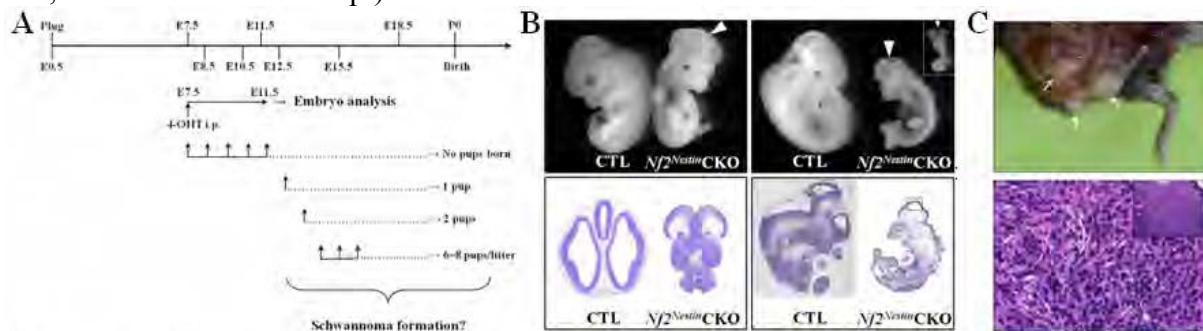 A
Plug
E7.5
E11.5
E18.5
P0
E0.5
E8.5
E10.5
E12.5
E15.5
Birth
E7.5
E11.5
Embryo analysis
4-OHT i.p.
No pups born
1 pup
2 pups
6~8 pups/litter
Schwannoma formation?
B
CTL
Nf2NestinCKO
CTL
Nf2NestinCKO
CTL
Nf2NestinCKO
CTL
Nf2NestinCKO
C